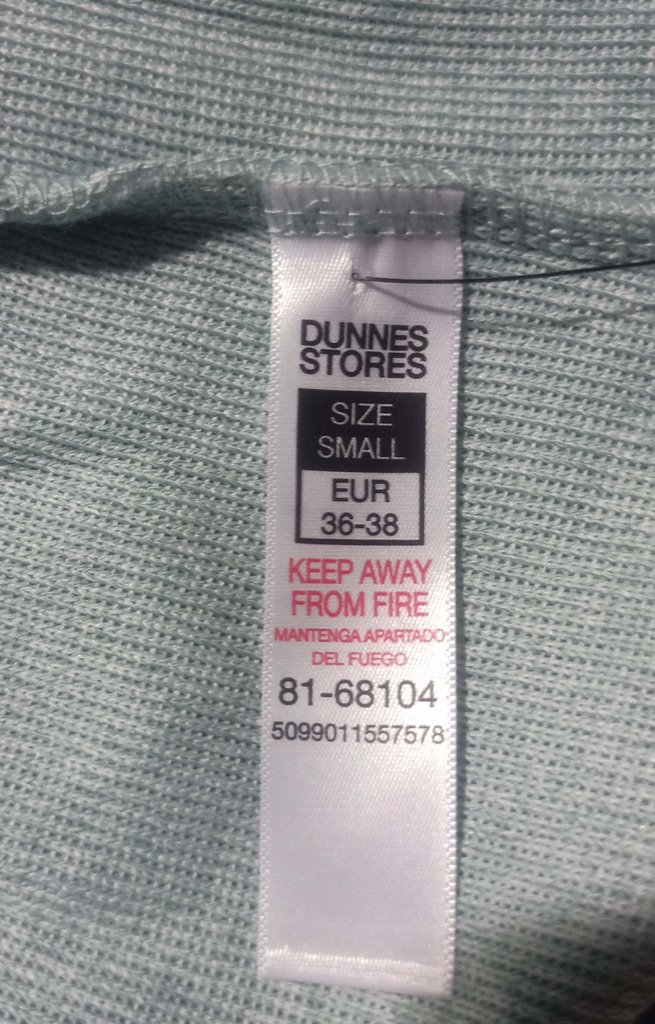 DUNNES
STORES
SIZE
SMALL
EUR
36-38
KEEP AWAY
FROM FIRE
MANTENGA APARTADO
DEL FUEGO
81-68104
5099011557578